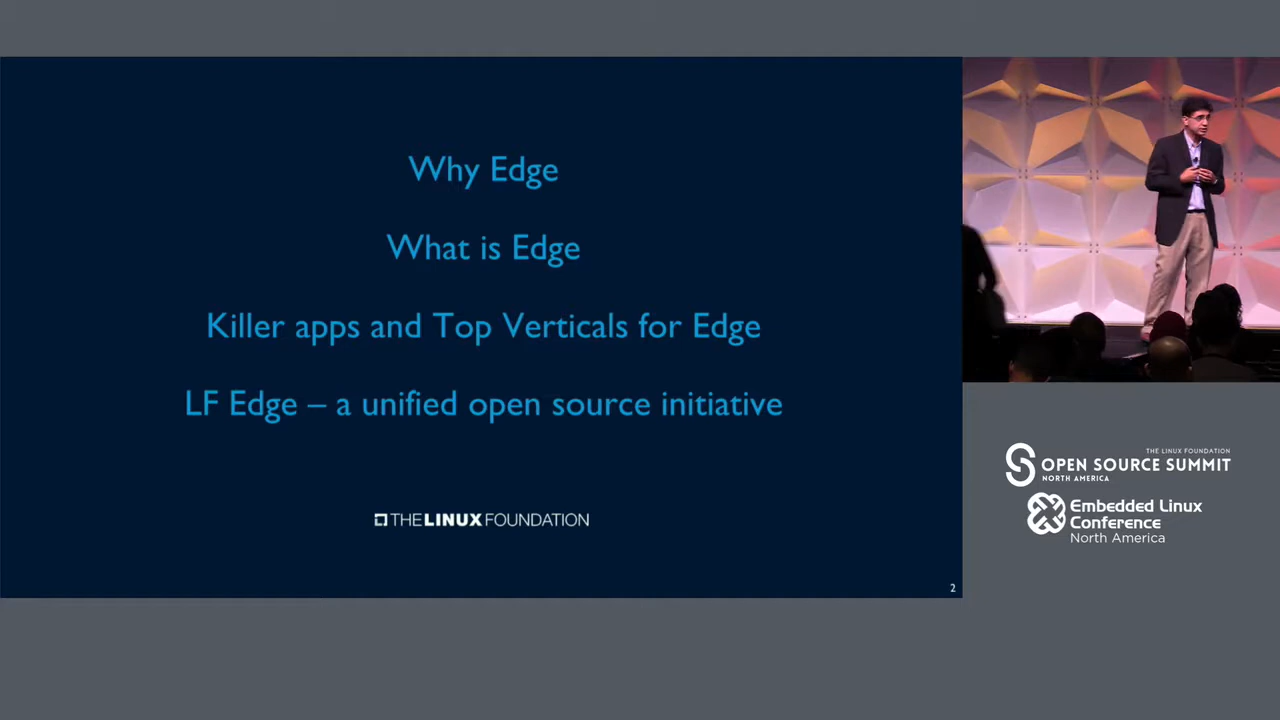 Why Edge
What is Edge
Killer apps and Top Verticals for Edge
LF Edge – a unified open source initiative
THE LINUX FOUNDATION
2
THE LINUX FOUNDATION
OPEN SOURCE SUMMIT
NORTH AMERICA
Embedded Linux
Conference
North America